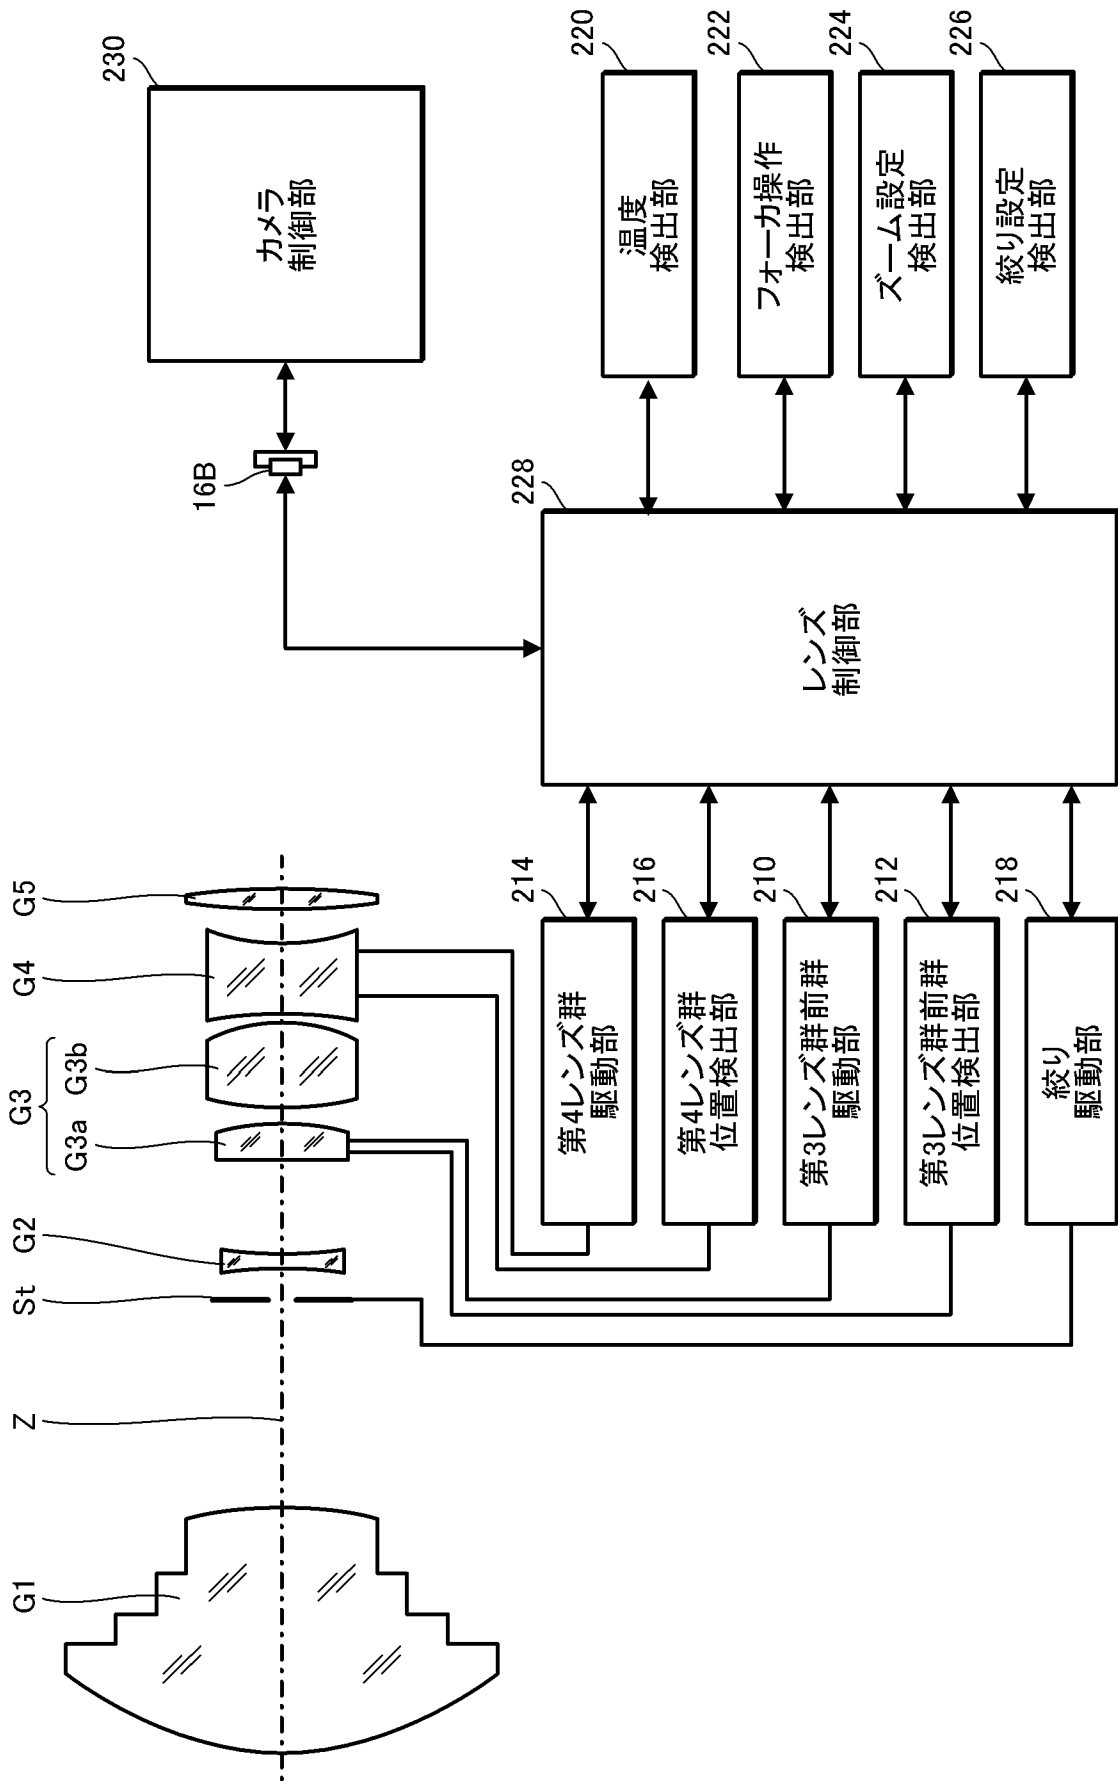 G1
Z
St
G2
G3
G3a
G3b
G4
G5
16B
230
カメラ
制御部
214
第4レンズ群
駆動部
216
第4レンズ群
位置検出部
210
第3レンズ群前群
駆動部
212
第3レンズ群前群
位置検出部
218
絞り
駆動部
228
レンズ
制御部
220
温度
検出部
222
フォーカ操作
検出部
224
ズーム設定
検出部
226
絞り設定
検出部